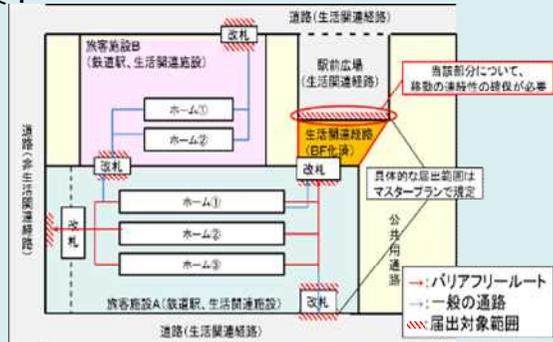 道路(生活関連経路)
旅客施設B
(鉄道駅、生活関連施設)
改札
駅前広場
(生活関連経路)
当該部分について、
移動の連続性の確保が必要
ホーム①
ホーム②
生活関連経路
(BF化済)
道路(非生活関連経路)
改札
改札
具体的な届出範囲は
マスタープランで規定
ホーム①
改札
ホーム②
ホーム③
公共用通路
旅客施設A(鉄道駅、生活関連施設)
改札
道路(生活関連経路)
→:バリアフリールート
→:一般の通路
:届出対象範囲